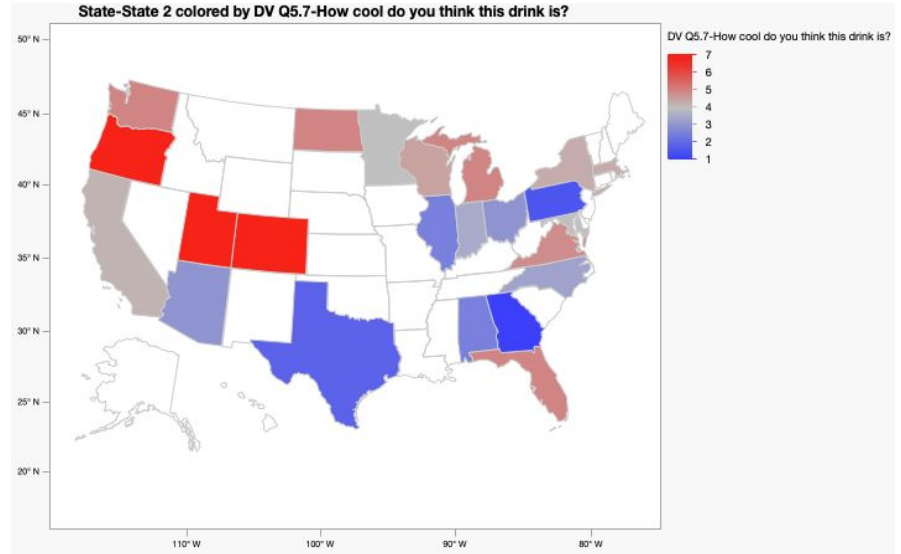 State-State 2 colored by DV Q5.7-How cool do you think this drink is?
50° N
45° N
40° N
35° N
30° N
25° N
20° N
110° W
100° W
90° W
80° W
DV Q5.7-How cool do you think this drink is?
7
6
5
4
3
2
1